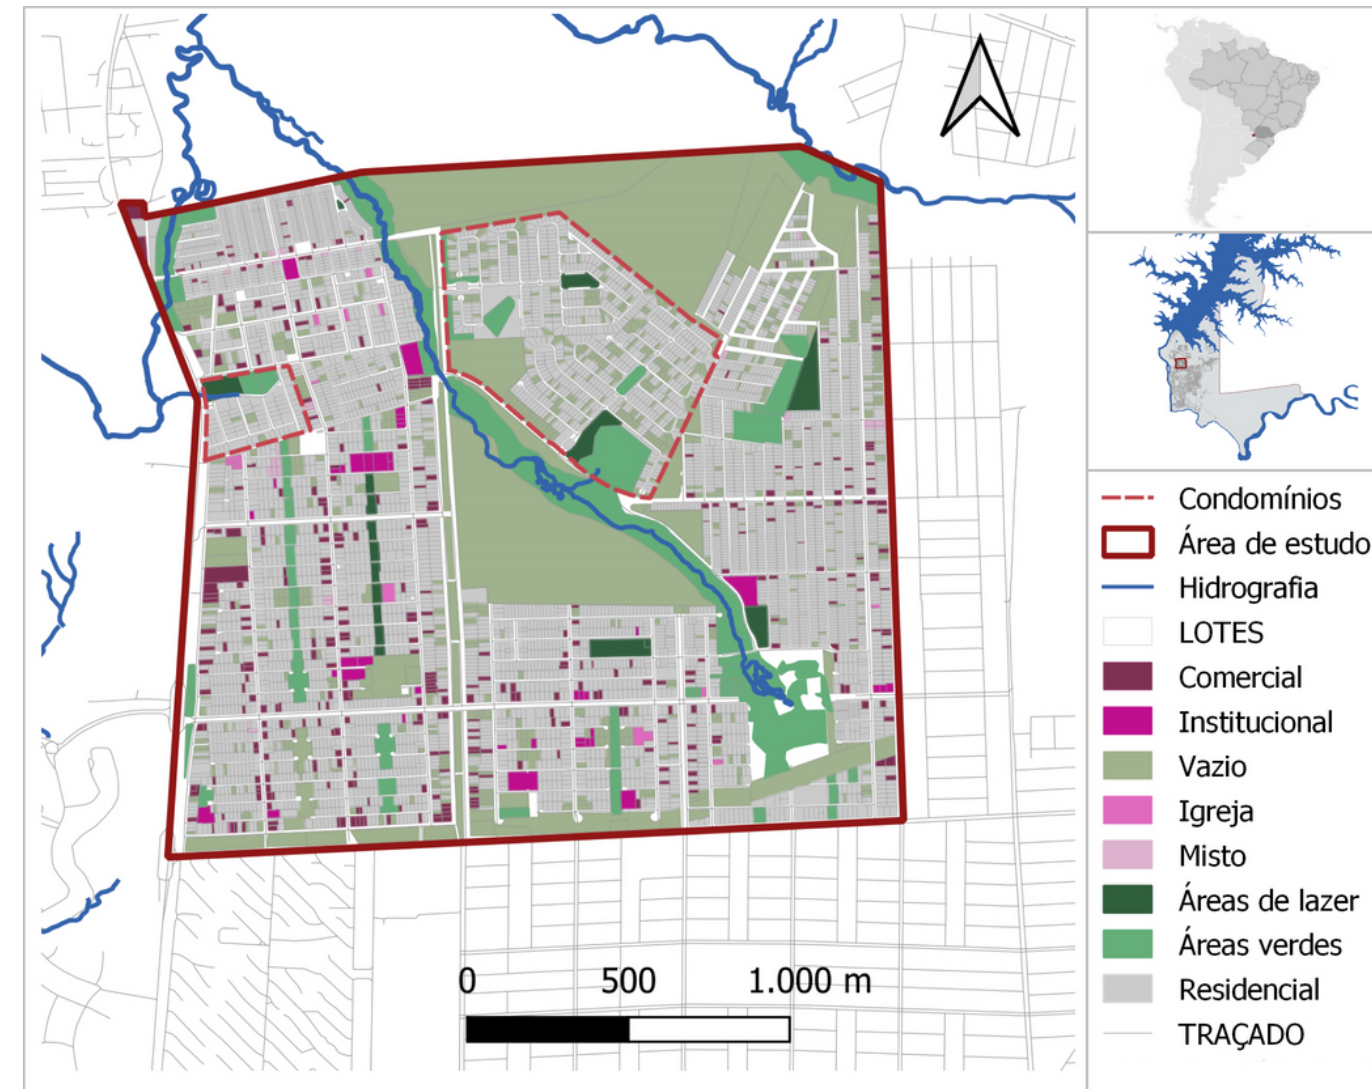 Condomínios
Área de estudo
Hidrografia
LOTES
Comercial
Institucional
Vazio
Igreja
Misto
Áreas de lazer
Áreas verdes
Residencial
TRAÇADO
0 500 1.000 m